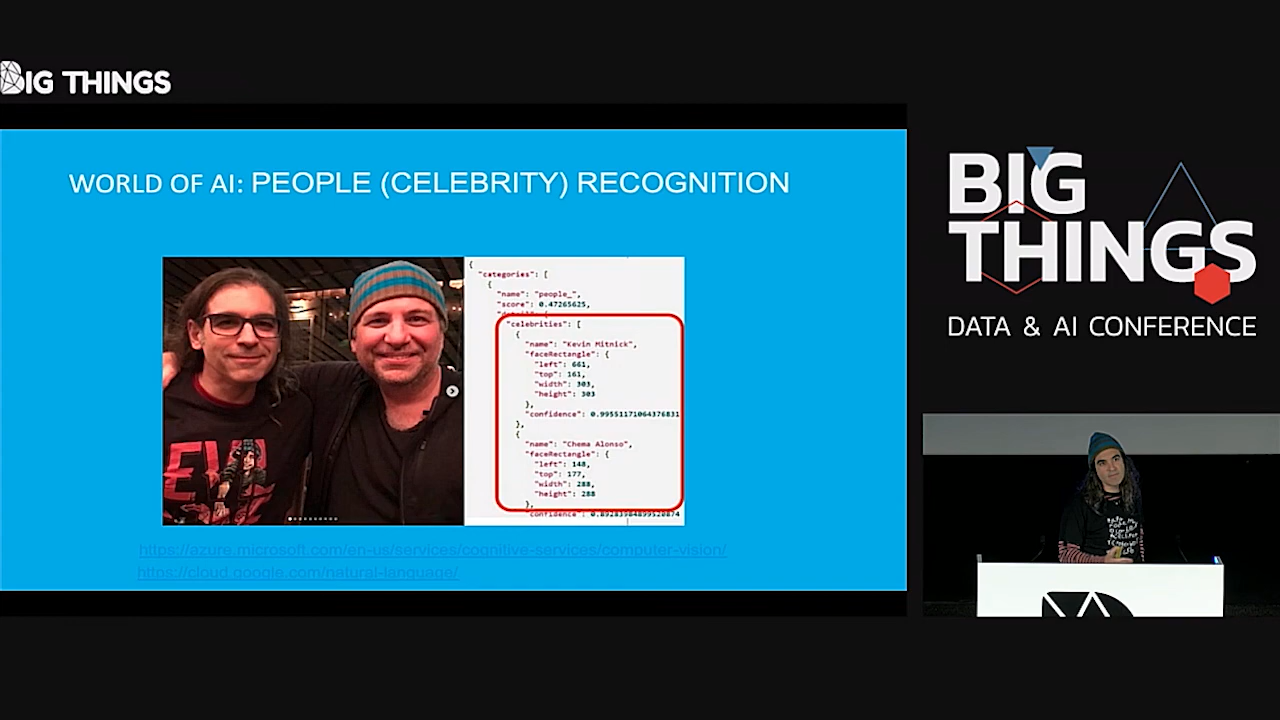 BIG THINGS
WORLD OF AI: PEOPLE (CELEBRITY) RECOGNITION
{
"categories": [
{
"name": "people_",
"score": 0.47265625,
"detail": {
"celebrities": [
{
"name": "Kevin Mitnick",
"faceRectangle": {
"left": 661,
"top": 161,
"width": 303,
"height": 303
},
"confidence": 0.99551171064376831
},
{
"name": "Chema Alonso",
"faceRectangle": {
"left": 148,
"top": 177,
"width": 288,
"height": 288
},
"confidence":
EVIL
https://azure.microsoft.com/en-us/services/cognitive-services/computer-vision/
https://cloud.google.com/natural-language/
BIG
THINGS
DATA & AI CONFERENCE